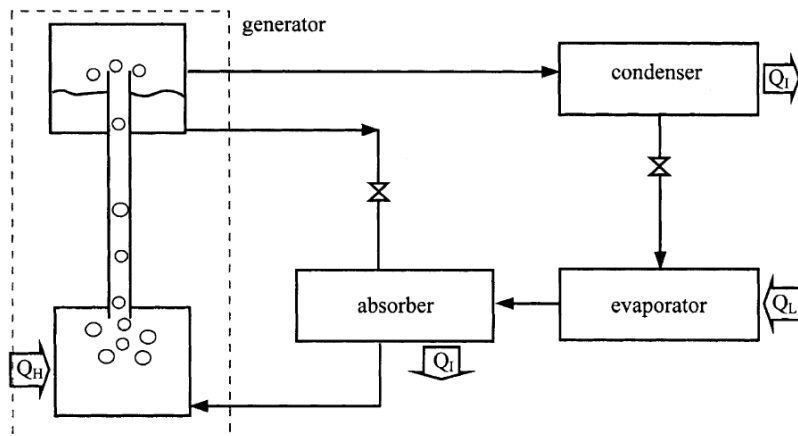 generator
condenser
Q_I
absorber
evaporator
Q_L
Q_H
Q_I